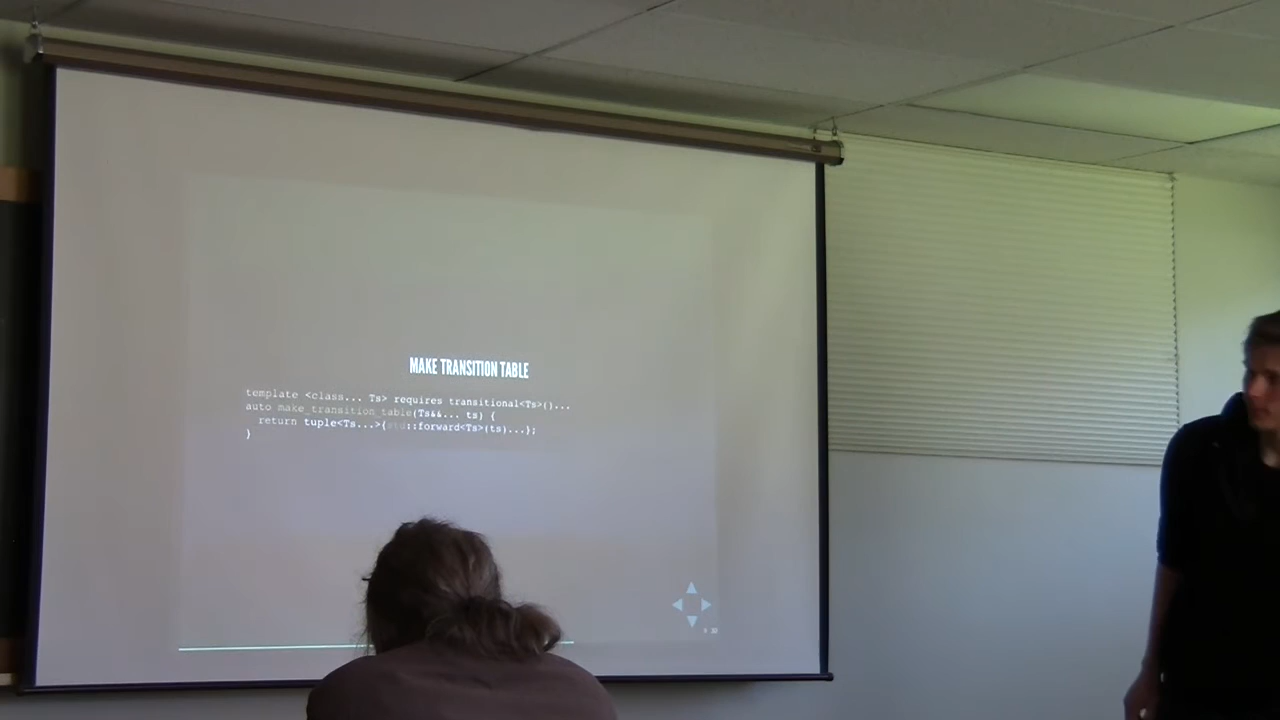 MAKE TRANSITION TABLE
template <class... Ts> requires transitional<Ts>()...
auto make_transition_table(Ts&&... ts) {
  return tuple<Ts...>{std::forward<Ts>(ts)...};
}